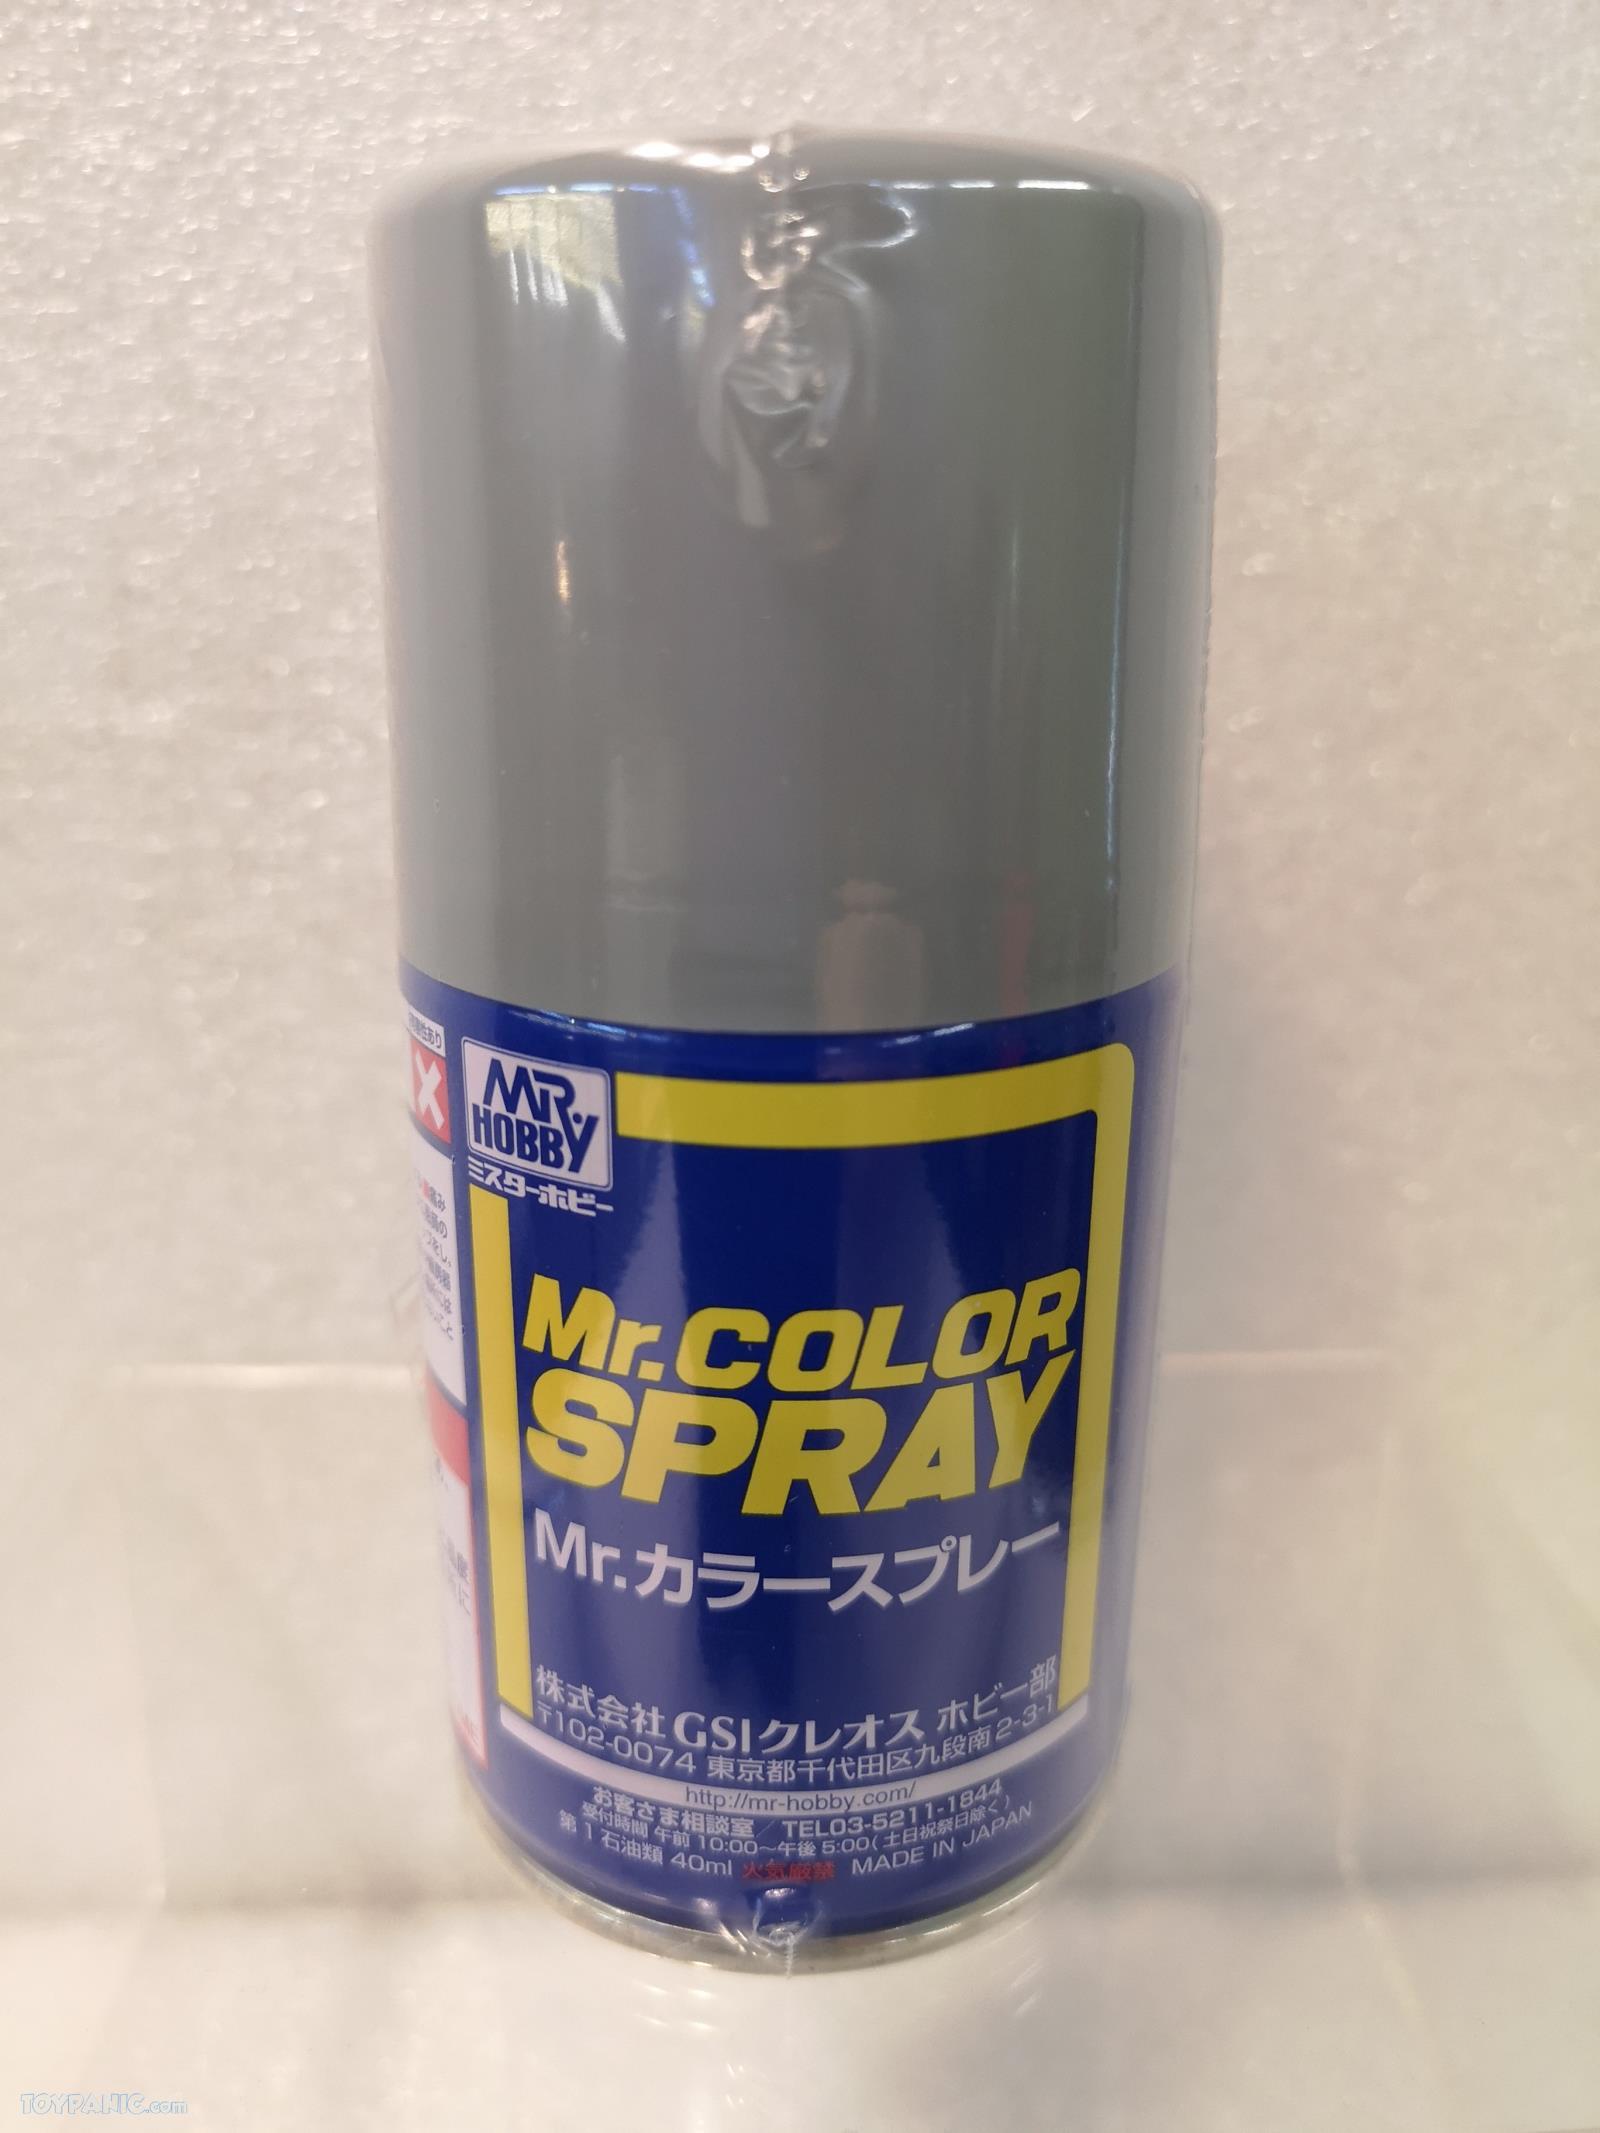 MR.
HOBBY
ミスターホビー
Mr.COLOR
SPRAY
Mr.カラースプレー
株式会社GSIクレオス ホビー部
〒102-0074 東京都千代田区九段南2-3-1
http://mr-hobby.com/
お客さま相談室／TEL03-5211-1844
受付時間 午前10:00〜午後5:00(土日祝祭日除く)
第1石油類 40ml 火気厳禁 MADE IN JAPAN
TOYPANIC.com